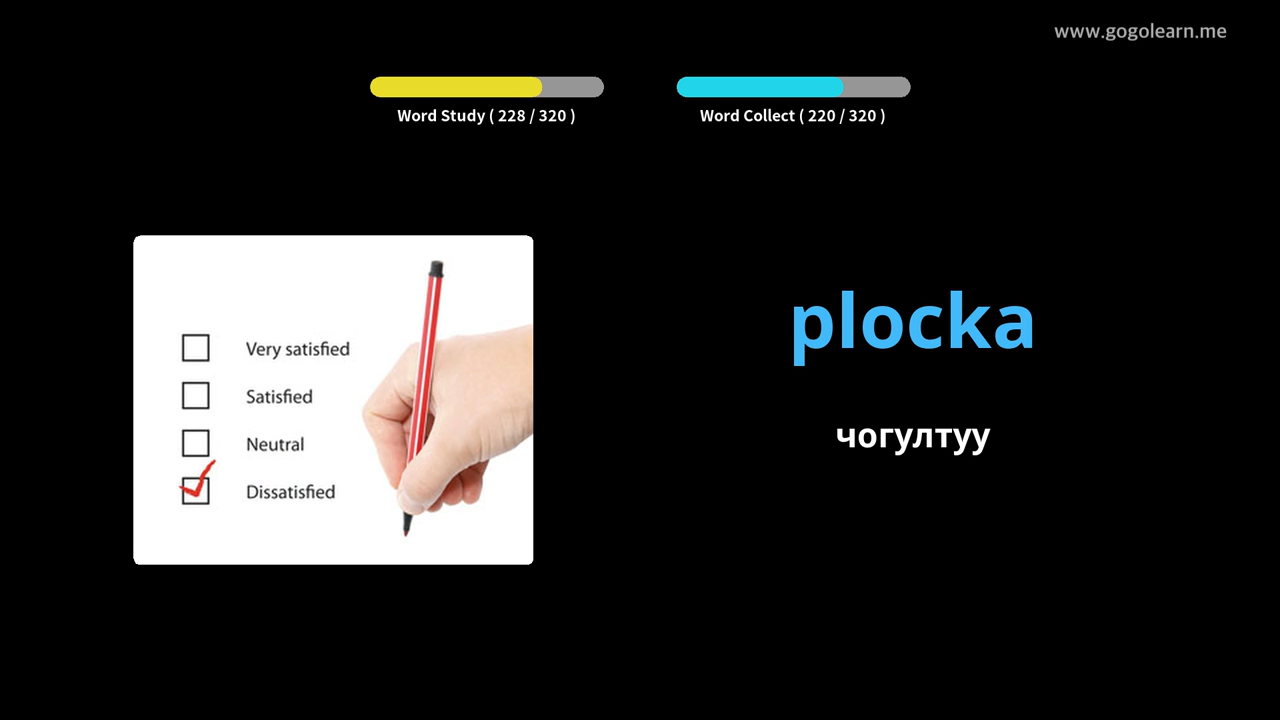 www.gogolearn.me
Word Study ( 228 / 320 )
Word Collect ( 220 / 320 )
Very satisfied
Satisfied
Neutral
Dissatisfied
plocka
чогултуу